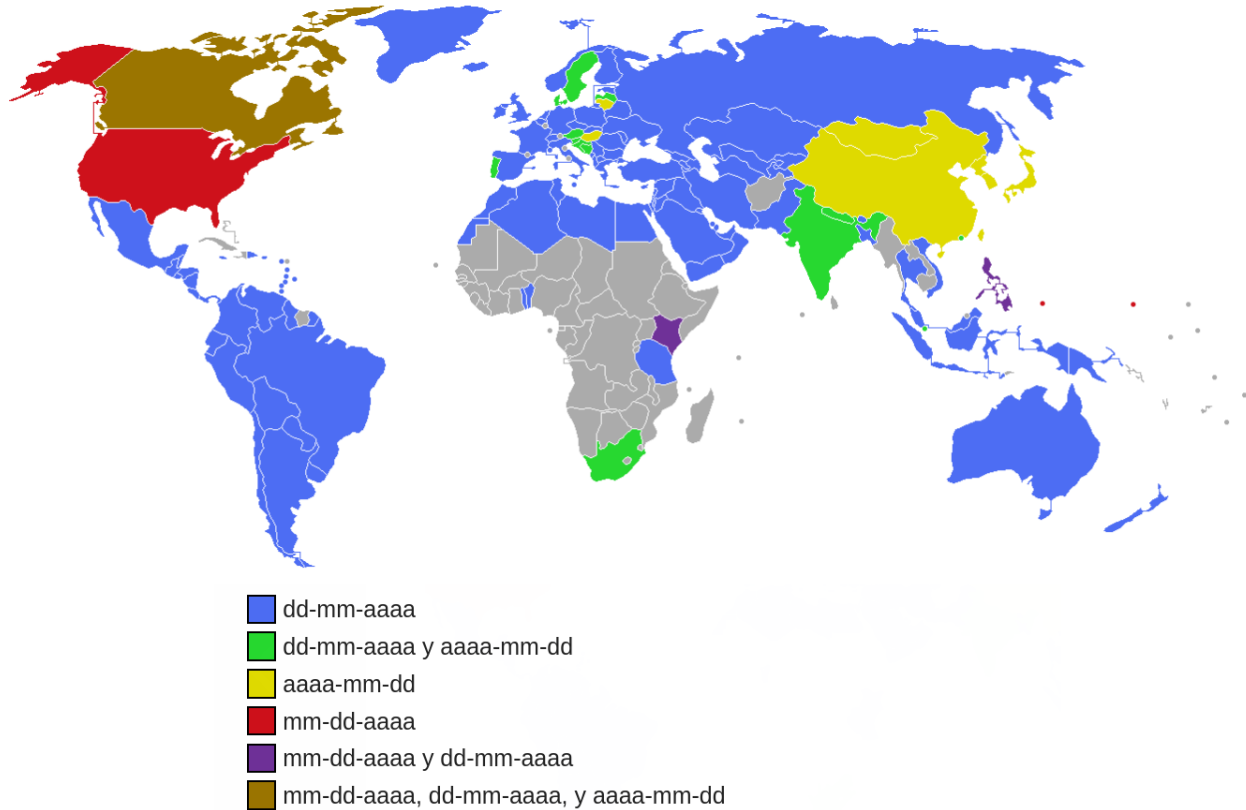 dd-mm-aaaa
dd-mm-aaaa y aaaa-mm-dd
aaaa-mm-dd
mm-dd-aaaa
mm-dd-aaaa y dd-mm-aaaa
mm-dd-aaaa, dd-mm-aaaa, y aaaa-mm-dd